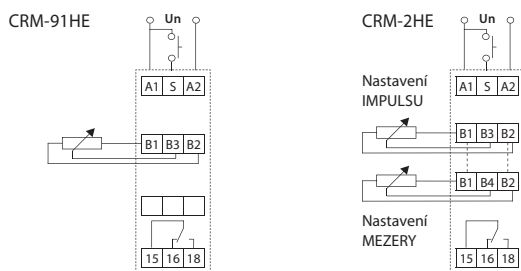 CRM-91HE
Un
A1 S A2
B1 B3 B2
15 16 18
CRM-2HE
Un
Nastavení
IMPULSU
A1 S A2
B1 B3 B2
B1 B4 B2
Nastavení
MEZERY
15 16 18